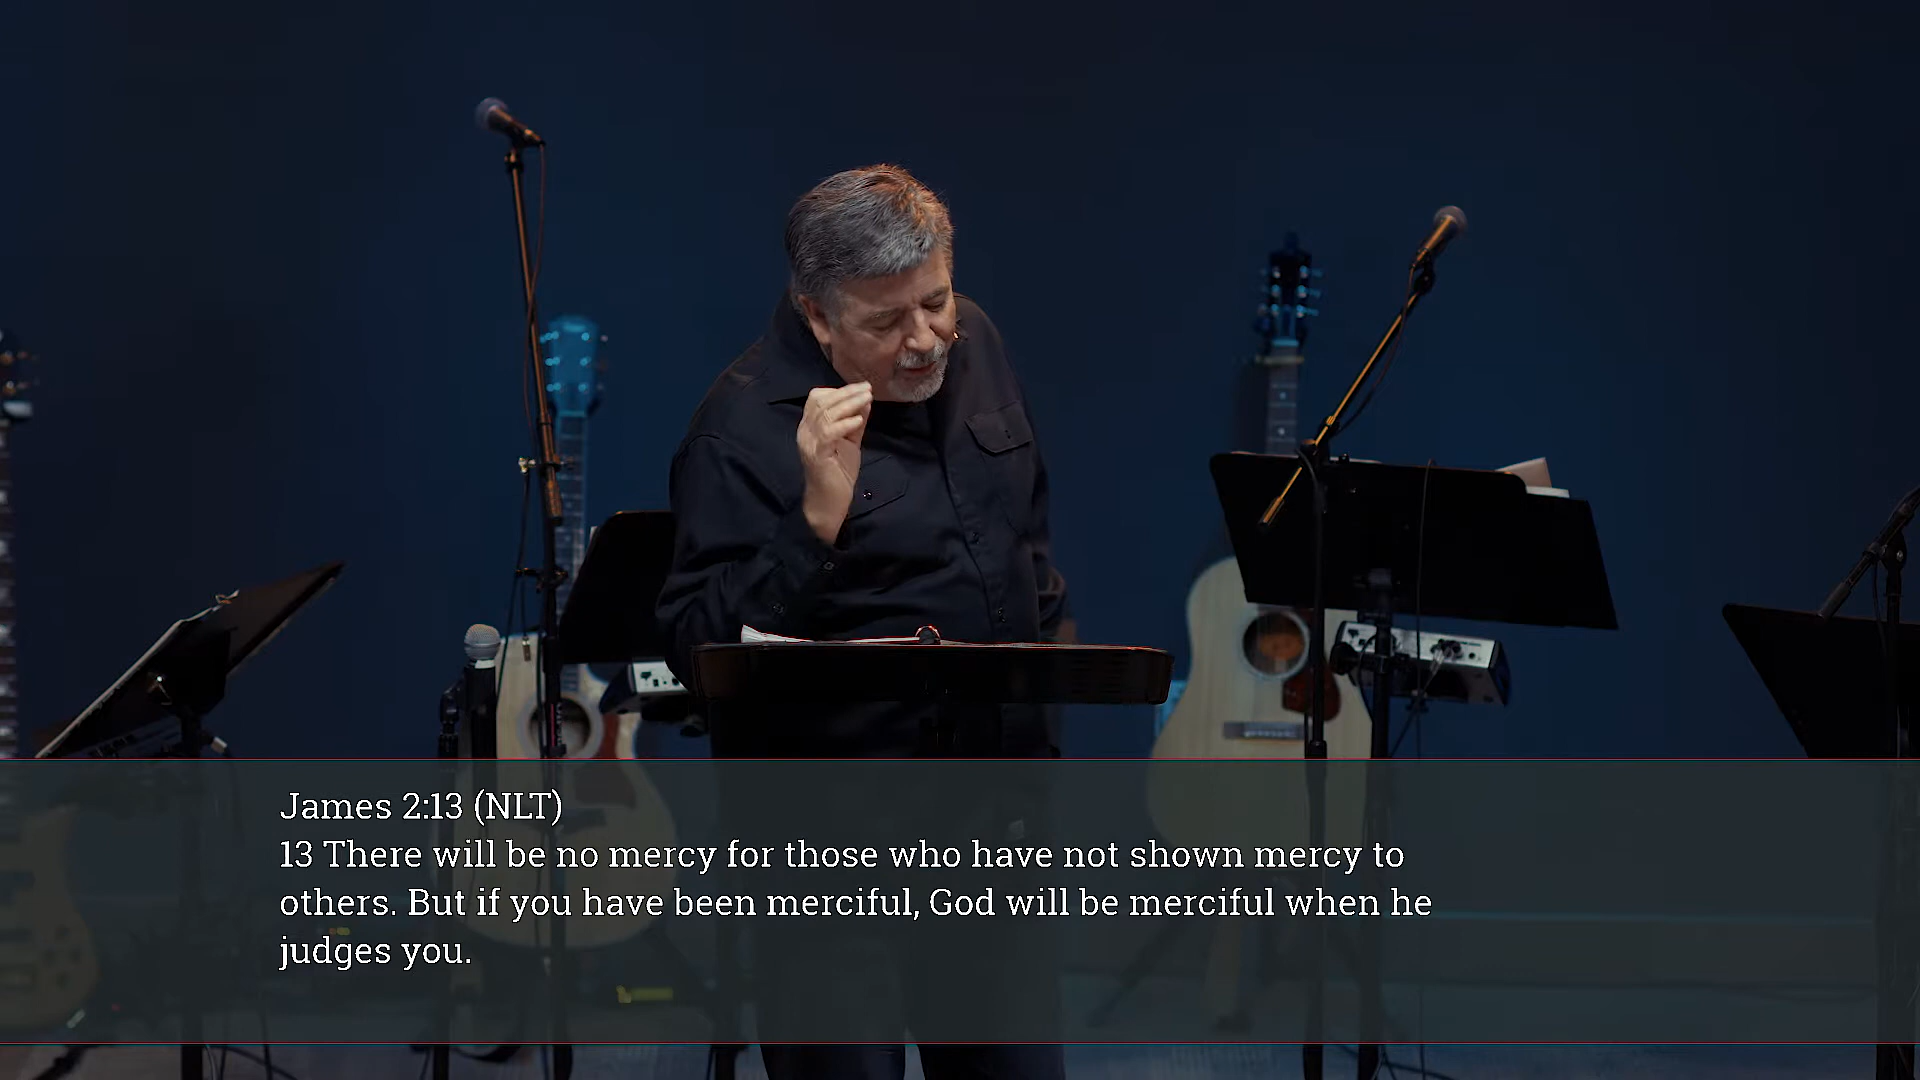 James 2:13 (NLT)
13 There will be no mercy for those who have not shown mercy to
others. But if you have been merciful, God will be merciful when he
judges you.